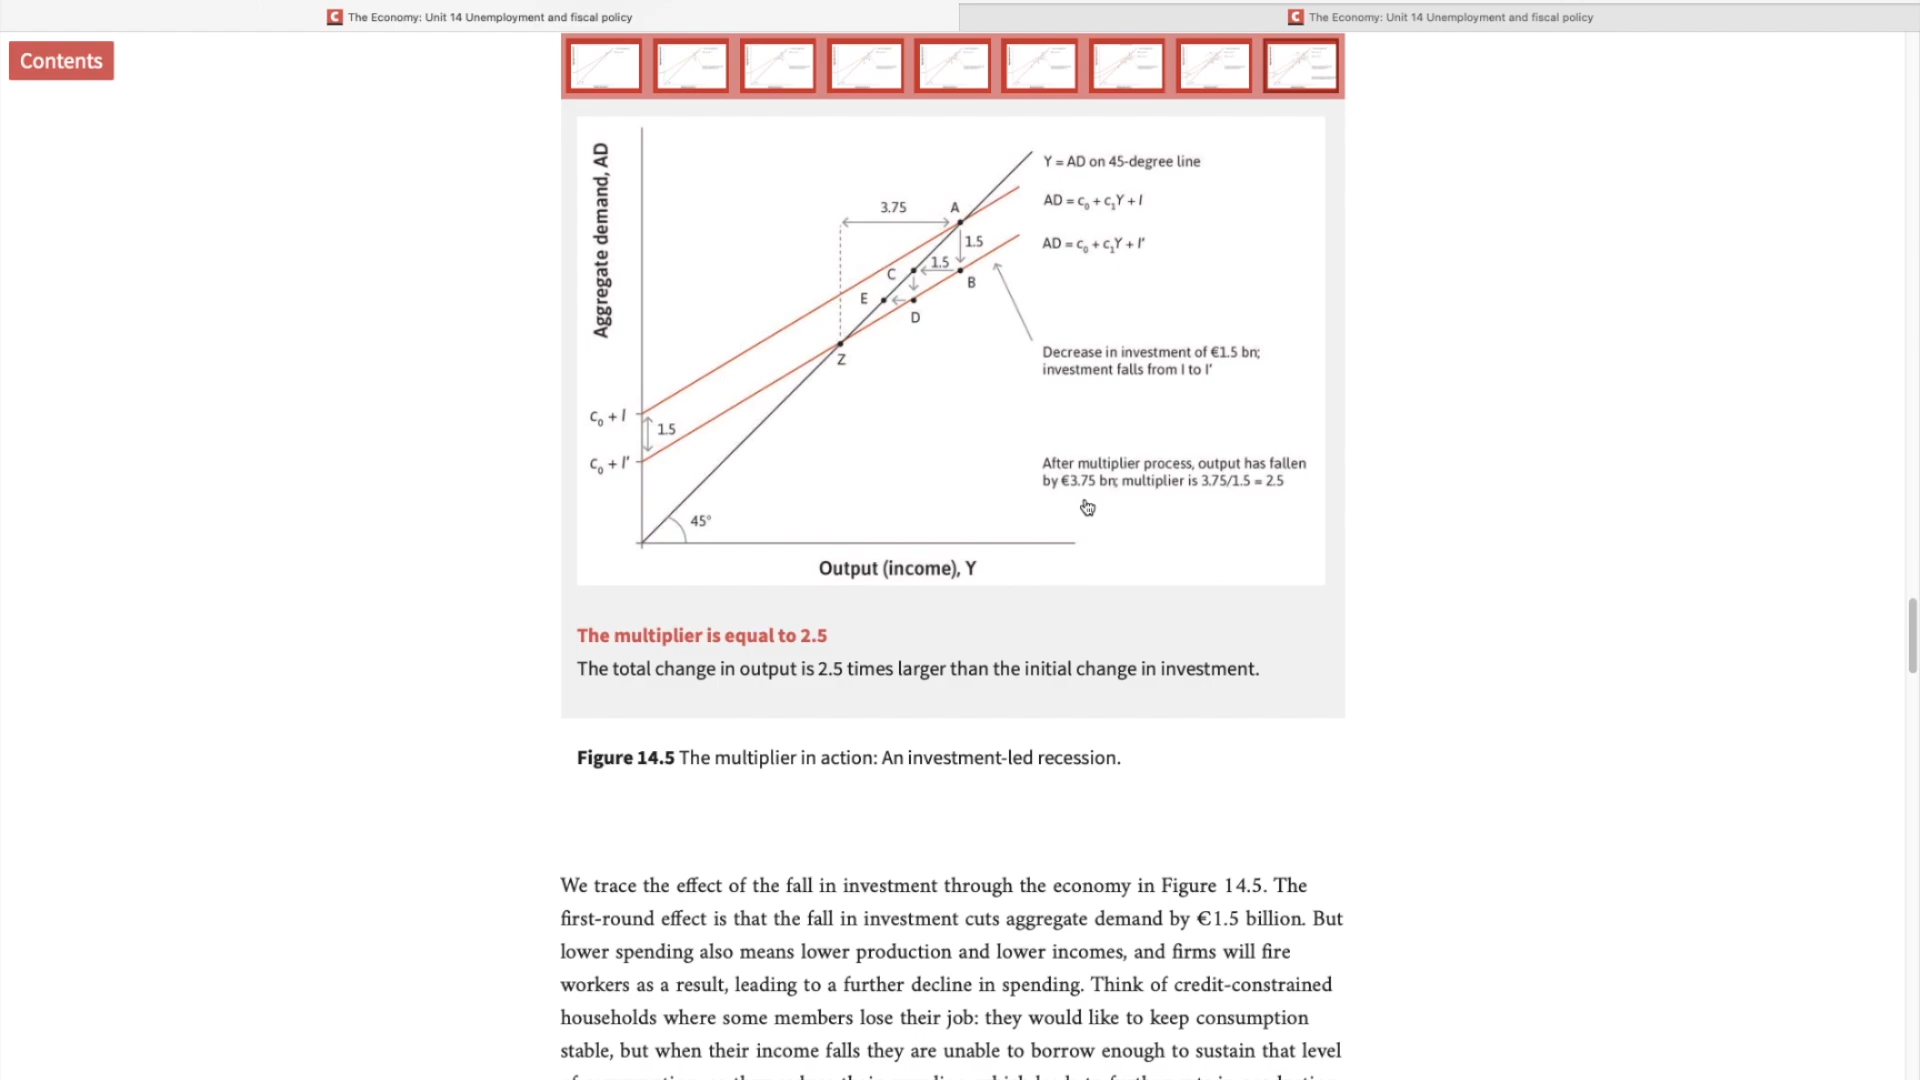 The Economy: Unit 14 Unemployment and fiscal policy
The Economy: Unit 14 Unemployment and fiscal policy
Contents
Aggregate demand, AD
Y = AD on 45-degree line
AD = c₀ + c₁Y + I
AD = c₀ + c₁Y + I′
3.75
A
1.5
1.5
C
B
E
D
Z
Decrease in investment of €1.5 bn;
investment falls from I to I′
c₀ + I
1.5
c₀ + I′
After multiplier process, output has fallen
by €3.75 bn; multiplier is 3.75/1.5 = 2.5
45°
Output (income), Y
The multiplier is equal to 2.5
The total change in output is 2.5 times larger than the initial change in investment.
Figure 14.5 The multiplier in action: An investment-led recession.
We trace the effect of the fall in investment through the economy in Figure 14.5. The
first-round effect is that the fall in investment cuts aggregate demand by €1.5 billion. But
lower spending also means lower production and lower incomes, and firms will fire
workers as a result, leading to a further decline in spending. Think of credit-constrained
households where some members lose their job: they would like to keep consumption
stable, but when their income falls they are unable to borrow enough to sustain that level